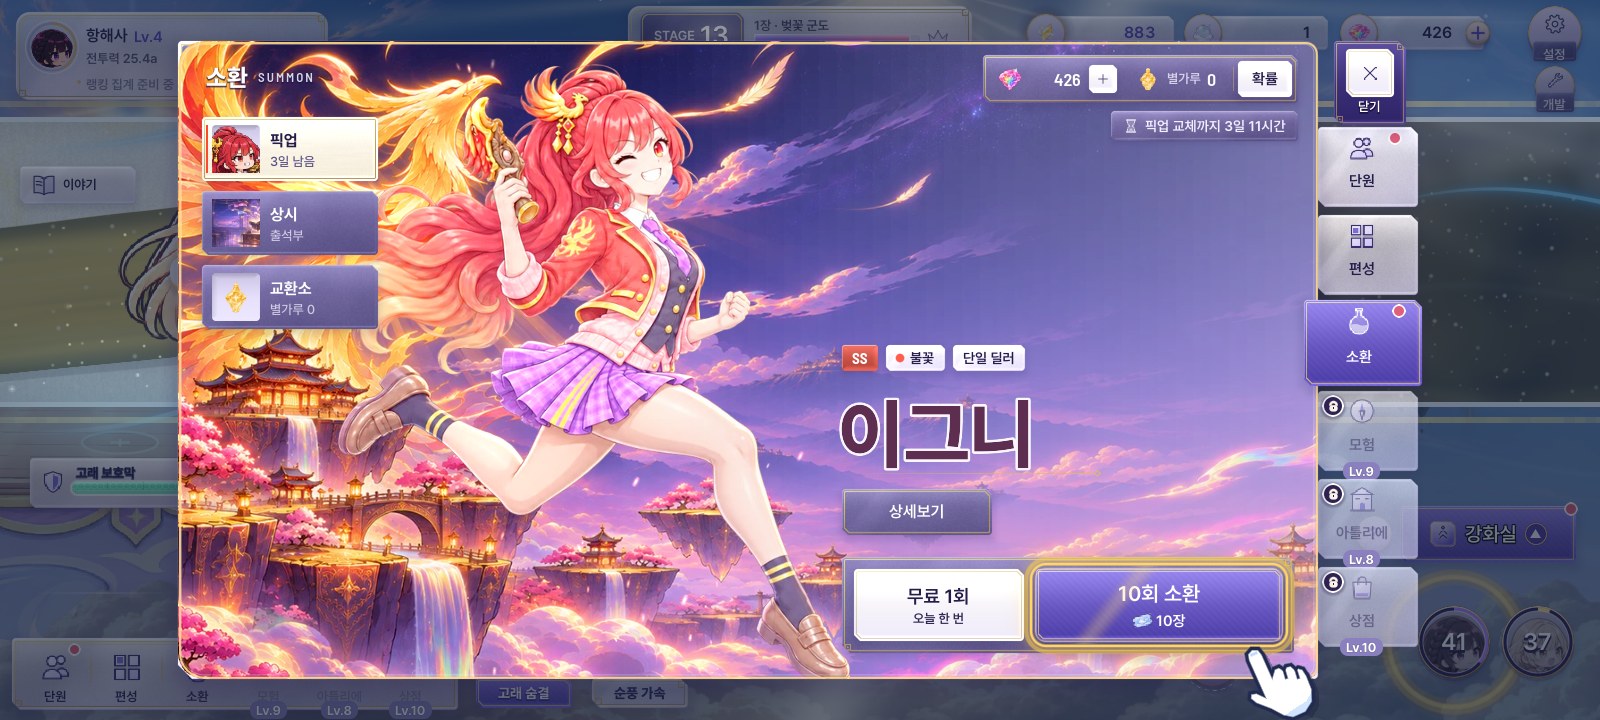 항해사 Lv.4
전투력 25.4a
랭킹 집계 준비 중
STAGE 13
1장 · 벚꽃 군도
883
1
426
설정
개발
소환 SUMMON
426
별가루 0
확률
닫기
픽업 교체까지 3일 11시간
픽업
3일 남음
상시
출석부
교환소
별가루 0
이야기
단원
편성
소환
모험
Lv.9
아틀리에
Lv.8
상점
Lv.10
SS
불꽃
단일 딜러
이그니
상세보기
무료 1회
오늘 한 번
10회 소환
10장
고래 보호막
강화실
41
37
단원
편성
소환
모험
Lv.9
아틀리에
Lv.8
상점
Lv.10
고래 숨결
순풍 가속